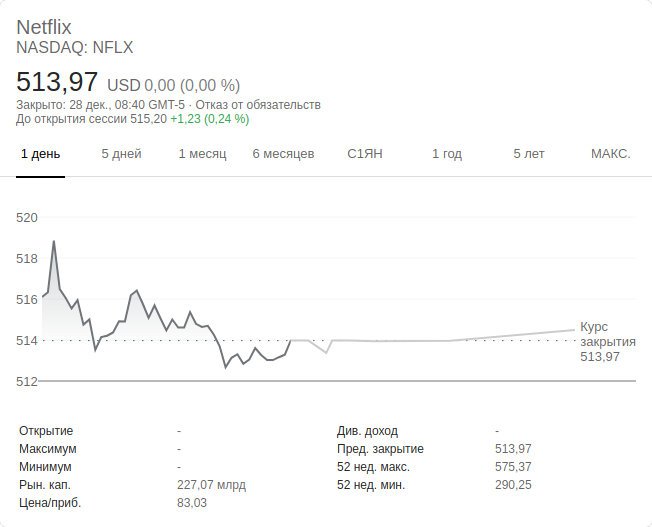 Netflix
NASDAQ: NFLX
513,97 USD 0,00 (0,00 %)
Закрыто: 28 дек., 08:40 GMT-5 · Отказ от обязательств
До открытия сессии 515,20 +1,23 (0,24 %)
1 день 5 дней 1 месяц 6 месяцев С1ЯН 1 год 5 лет МАКС.
520
518
516
514
512
Курс
закрытия
513,97
Открытие - Див. доход -
Максимум - Пред. закрытие 513,97
Минимум - 52 нед. макс. 575,37
Рын. кап. 227,07 млрд 52 нед. мин. 290,25
Цена/приб. 83,03